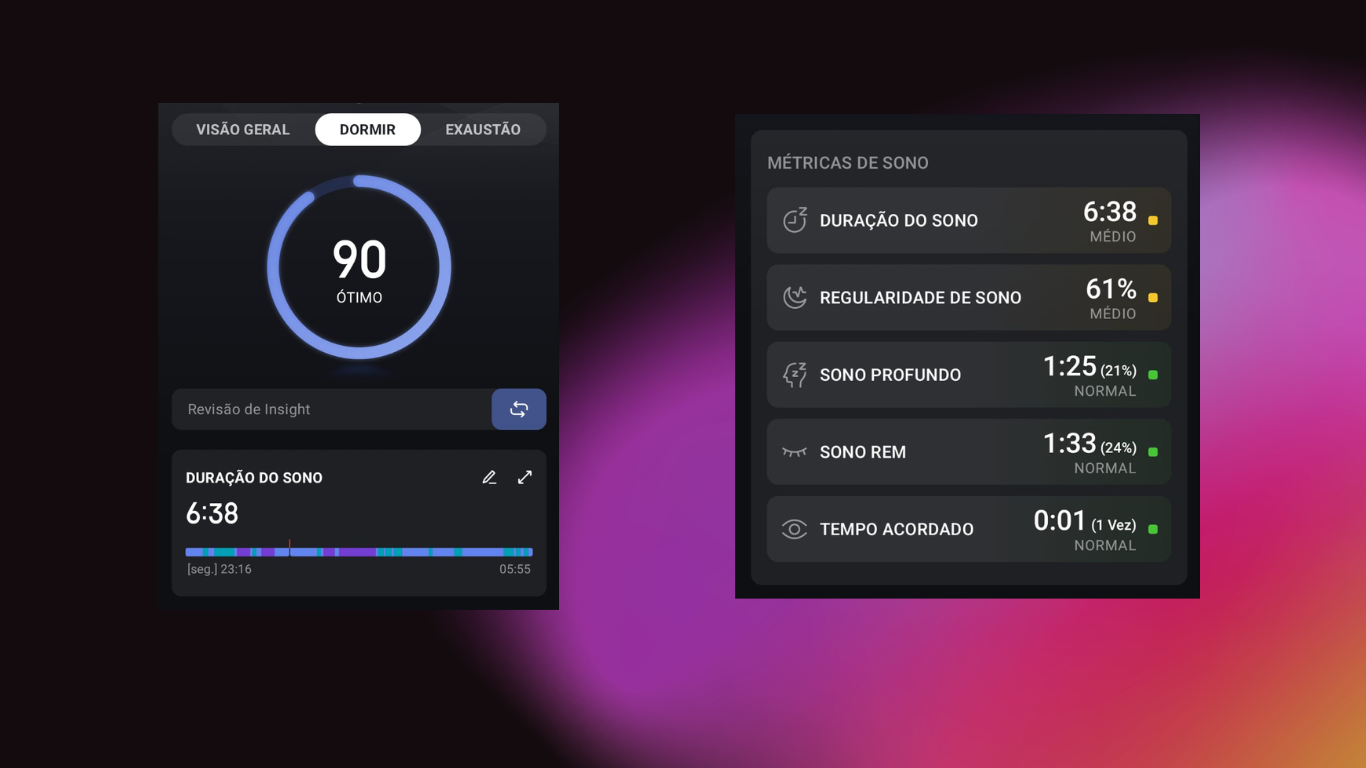 VISÃO GERAL DORMIR EXAUSTÃO
90
ÓTIMO
Revisão de Insight
DURAÇÃO DO SONO
6:38
[seg.] 23:16 05:55
MÉTRICAS DE SONO
DURAÇÃO DO SONO 6:38
MÉDIO
REGULARIDADE DE SONO 61%
MÉDIO
SONO PROFUNDO 1:25 (21%)
NORMAL
SONO REM 1:33 (24%)
NORMAL
TEMPO ACORDADO 0:01 (1 Vez)
NORMAL